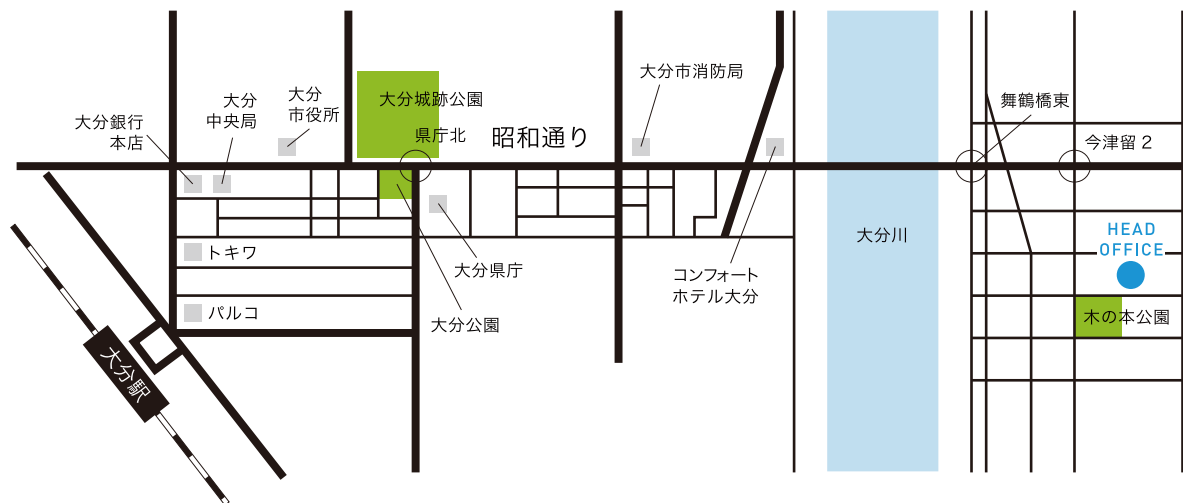 大分銀行
本店
大分
中央局
大分
市役所
大分城跡公園
県庁北
昭和通り
大分市消防局
舞鶴橋東
今津留2
トキワ
パルコ
大分県庁
大分公園
コンフォート
ホテル大分
大分川
HEAD
OFFICE
木の本公園
大分駅